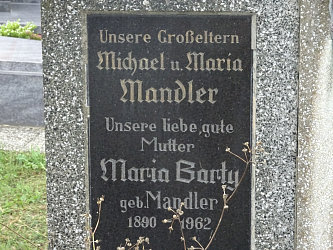 Unsere Großeltern
Michael u. Maria
Mandler
Unsere liebe, gute
Mutter
Maria Barty
geb. Mandler
1890 1962